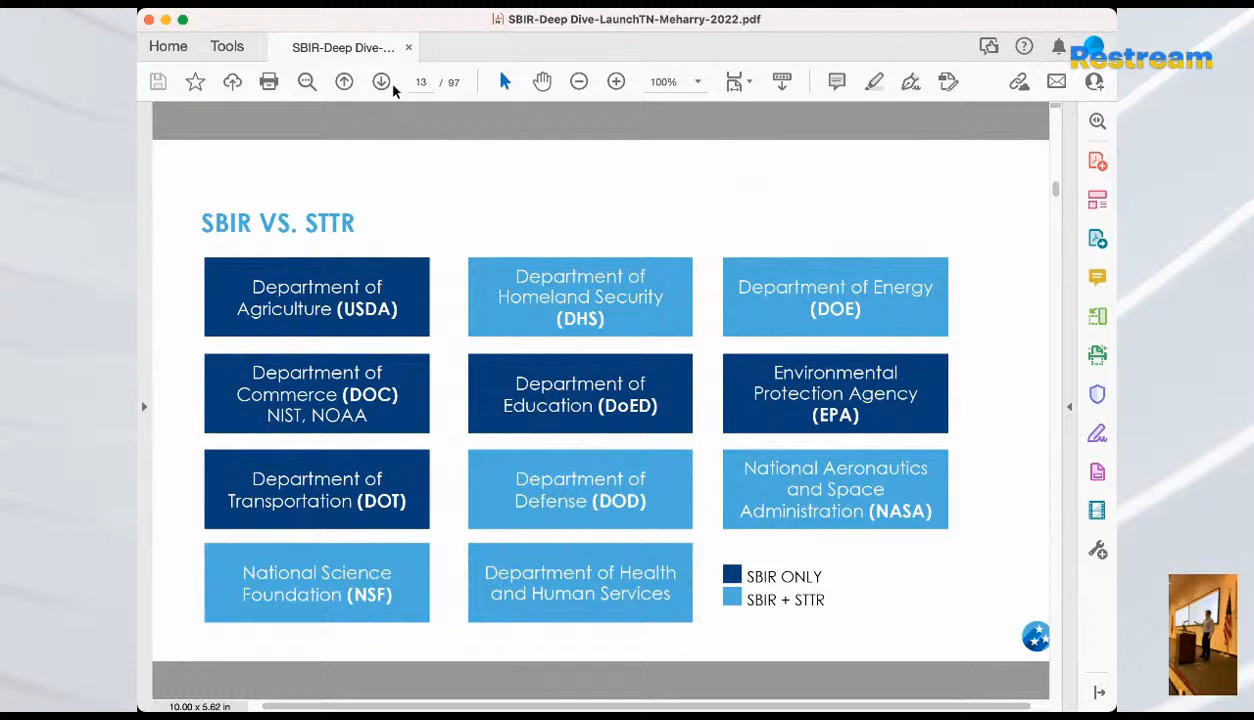 SBIR-Deep Dive-LaunchTN-Meharry-2022.pdf
Home
Tools
SBIR-Deep Dive-...
×
Restream
13 / 97
100%
SBIR VS. STTR
Department of
Agriculture (USDA)
Department of
Homeland Security
(DHS)
Department of Energy
(DOE)
Department of
Commerce (DOC)
NIST, NOAA
Department of
Education (DoED)
Environmental
Protection Agency
(EPA)
Department of
Transportation (DOT)
Department of
Defense (DOD)
National Aeronautics
and Space
Administration (NASA)
National Science
Foundation (NSF)
Department of Health
and Human Services
SBIR ONLY
SBIR + STTR
10.00 x 5.62 in